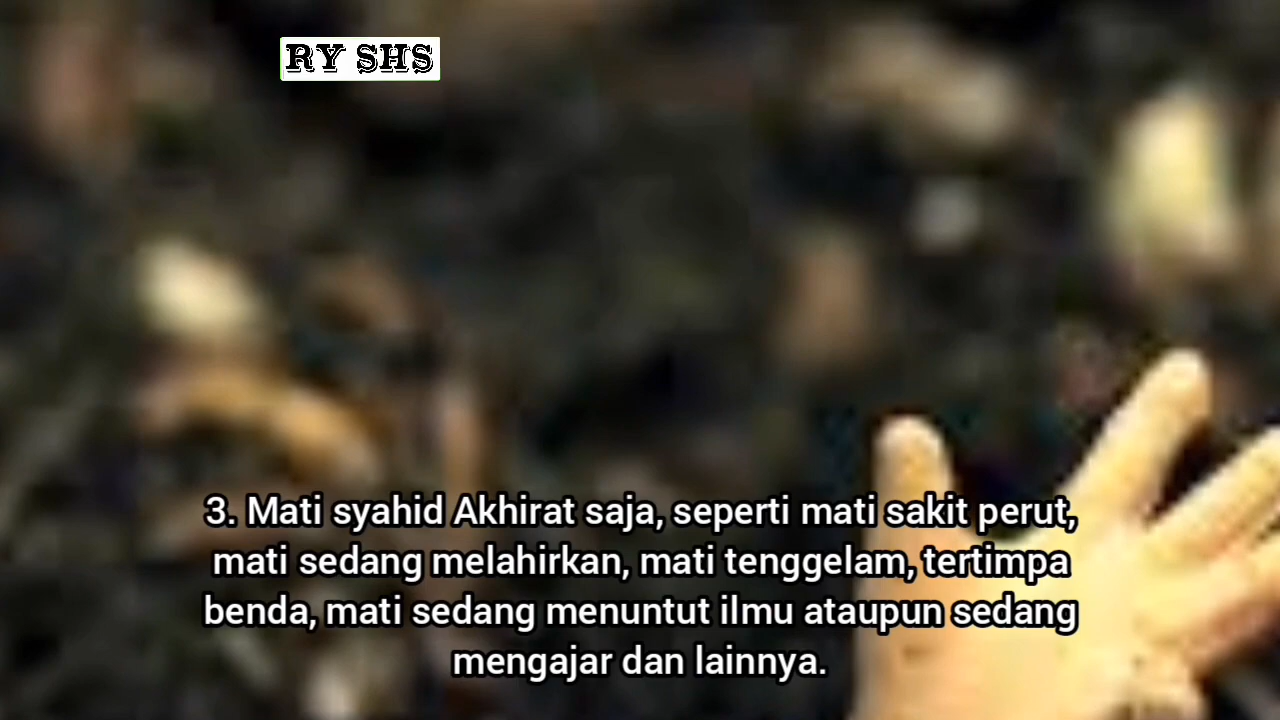 RY SHS
3. Mati syahid Akhirat saja, seperti mati sakit perut,
mati sedang melahirkan, mati tenggelam, tertimpa
benda, mati sedang menuntut ilmu ataupun sedang
mengajar dan lainnya.